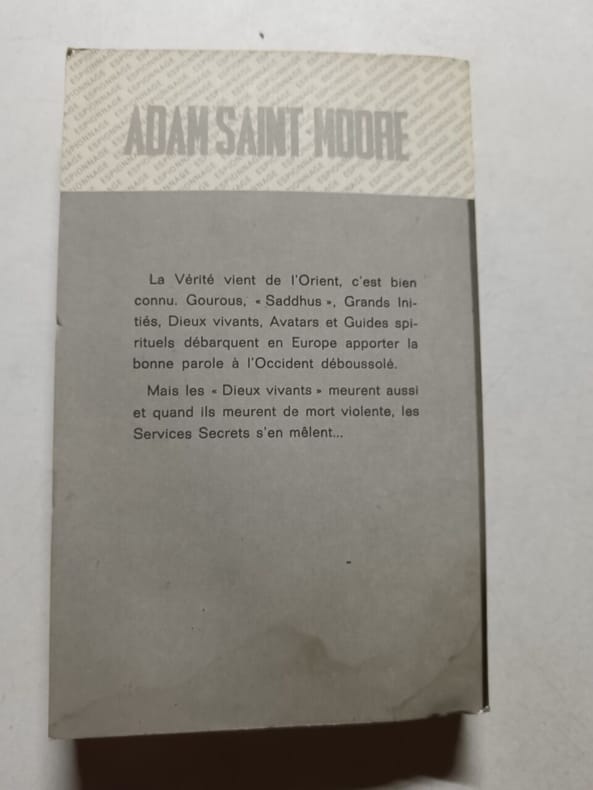 ADAM SAINT-MOORE
La Vérité vient de l'Orient, c'est bien
connu. Gourous, « Saddhus », Grands Ini-
tiés, Dieux vivants, Avatars et Guides spi-
rituels débarquent en Europe apporter la
bonne parole à l'Occident déboussolé.
Mais les « Dieux vivants » meurent aussi
et quand ils meurent de mort violente, les
Services Secrets s'en mêlent...